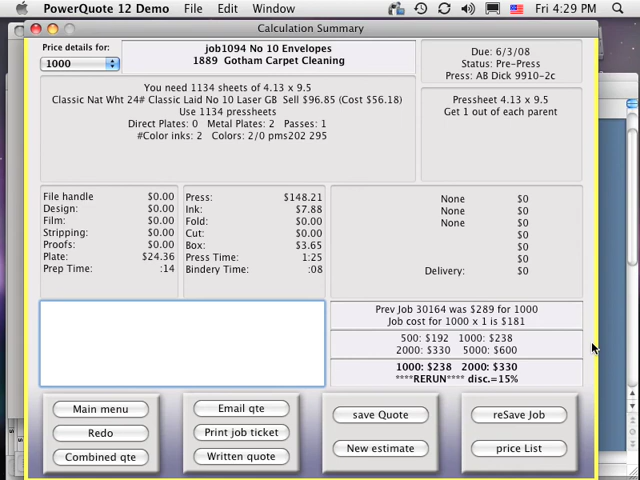 PowerQuote 12 Demo File Edit Window Fri 4:29 PM
Calculation Summary
Price details for:
1000
job1094 No 10 Envelopes
1889 Gotham Carpet Cleaning
Due: 6/3/08
Status: Pre-Press
Press: AB Dick 9910-2c
You need 1134 sheets of 4.13 x 9.5
Classic Nat Wht 24# Classic Laid No 10 Laser GB Sell $96.85 (Cost $56.18)
Use 1134 pressheets
Direct Plates: 0 Metal Plates: 2 Passes: 1
#Color inks: 2 Colors: 2/0 pms202 295
Pressheet 4.13 x 9.5
Get 1 out of each parent
File handle $0.00
Design: $0.00
Film: $0.00
Stripping: $0.00
Proofs: $0.00
Plate: $24.36
Prep Time: :14
Press: $148.21
Ink: $7.88
Fold: $0.00
Cut: $0.00
Box: $3.65
Press Time: 1:25
Bindery Time: :08
None $0
None $0
None $0
$0
$0
$0
Delivery: $0
Prev Job 30164 was $289 for 1000
Job cost for 1000 x 1 is $181
500: $192 1000: $238
2000: $330 5000: $600
1000: $238 2000: $330
****RERUN**** disc.=15%
Main menu
Redo
Combined qte
Email qte
Print job ticket
Written quote
save Quote
New estimate
reSave Job
price List